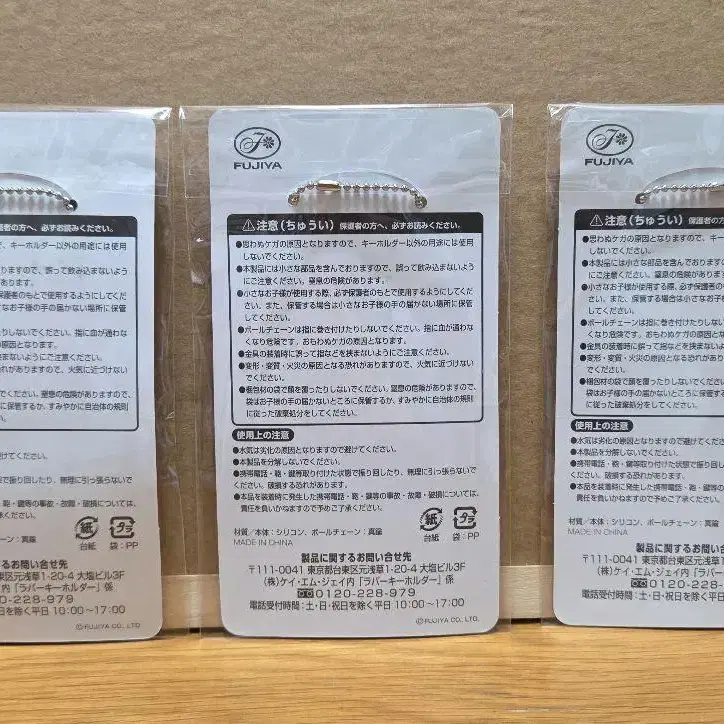 FUJIYA
⚠注意(ちゅうい) 保護者の方へ、必ずお読みください。
●思わぬケガの原因となりますので、キーホルダー以外の用途には使用
しないでください。
●本製品には小さな部品を含んでおりますので、誤って飲み込まないよう
にご注意ください。窒息の危険があります。
●小さなお子様が使用する際、必ず保護者のもとで使用するようにしてくだ
さい。また、保管する場合は小さなお子様の手の届かない場所に保管
してください。
●ボールチェーンは指に巻き付けたりしないでください。指に血が通わな
くなり危険です。おもわぬケガの原因となります。
●金具の装着時に誤って指などを挟まないようにご注意ください。
●変形・変質・火災の原因となる恐れがありますので、火気に近づけない
でください。
●梱包材の袋で顔を覆ったりしないでください。窒息の危険がありますので、
袋はお子様の手の届かないところに保管するか、すみやかに自治体の規則
に従った破棄処分をしてください。
使用上の注意
●水気は劣化の原因となりますので避けてください。
●本製品を分解しないでください。
●携帯電話・鞄・鍵等取り付けた状態で振り回したり、無理に引っ張らないで
ください。破損する恐れがあります。
●本品を装着時に発生した携帯電話・鞄・鍵等の事故・故障・破損については、
責任を負いかねますので予めご了承ください。
紙 プラ
台紙 袋:PP
材質/本体:シリコン、ボールチェーン:真鍮
MADE IN CHINA
製品に関するお問い合せ先
〒111-0041 東京都台東区元浅草1-20-4 大塩ビル3F
(株)ケイ・エム・ジェイ内「ラバーキーホルダー」係
0120-228-979
電話受付時間:土・日・祝日を除く平日 10:00~17:00
©FUJIYA CO., LTD.
FUJIYA